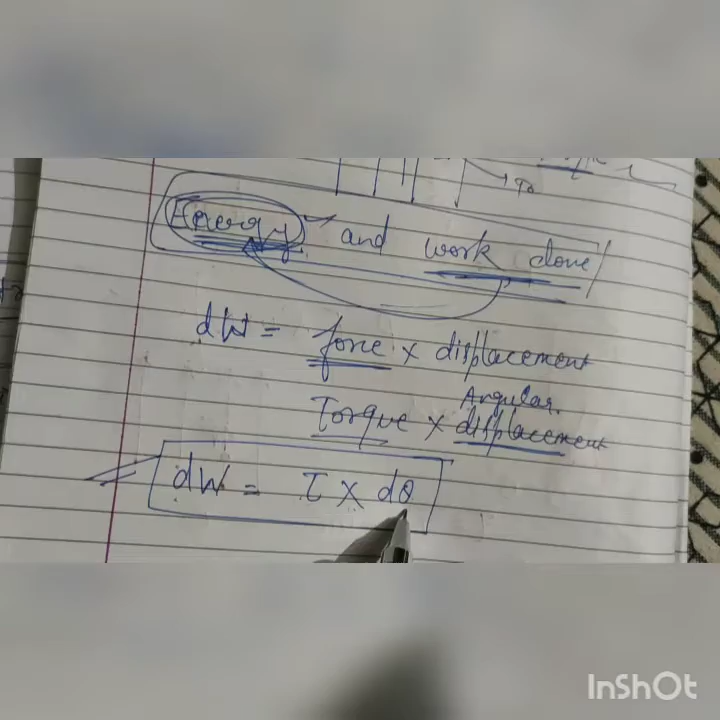 Energy and work done
dW = force × displacement
Angular
Torque × displacement
dW = τ × dθ
InShOt